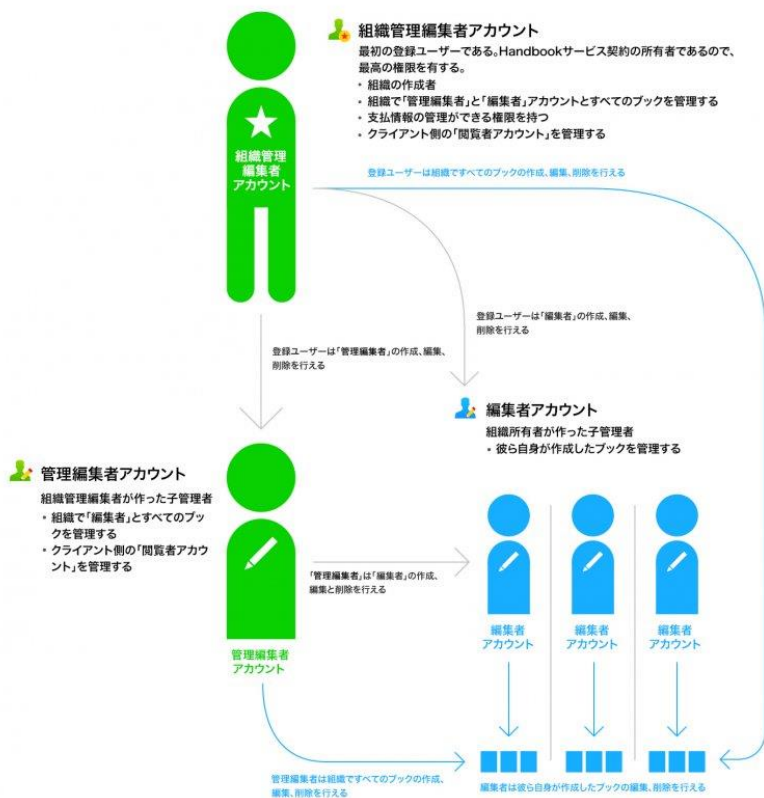 組織管理編集者アカウント
最初の登録ユーザーである。Handbookサービス契約の所有者であるので、
最高の権限を有する。
・組織の作成者
・組織で「管理編集者」と「編集者」アカウントとすべてのブックを管理する
・支払情報の管理ができる権限を持つ
・クライアント側の「閲覧者アカウント」を管理する
組織管理
編集者
アカウント
登録ユーザーは組織ですべてのブックの作成、編集、削除を行える
登録ユーザーは「編集者」の作成、編集、
削除を行える
登録ユーザーは「管理編集者」の作成、編集、
削除を行える
編集者アカウント
組織所有者が作った子管理者
・彼ら自身が作成したブックを管理する
管理編集者アカウント
組織管理編集者が作った子管理者
・組織で「編集者」とすべてのブッ
クを管理する
・クライアント側の「閲覧者アカウ
ント」を管理する
「管理編集者」は「編集者」の作成、
編集と削除を行える
管理編集者
アカウント
編集者
アカウント
編集者
アカウント
編集者
アカウント
管理編集者は組織ですべてのブックの作成、
編集、削除を行える
編集者は彼ら自身が作成したブックの編集、削除を行える